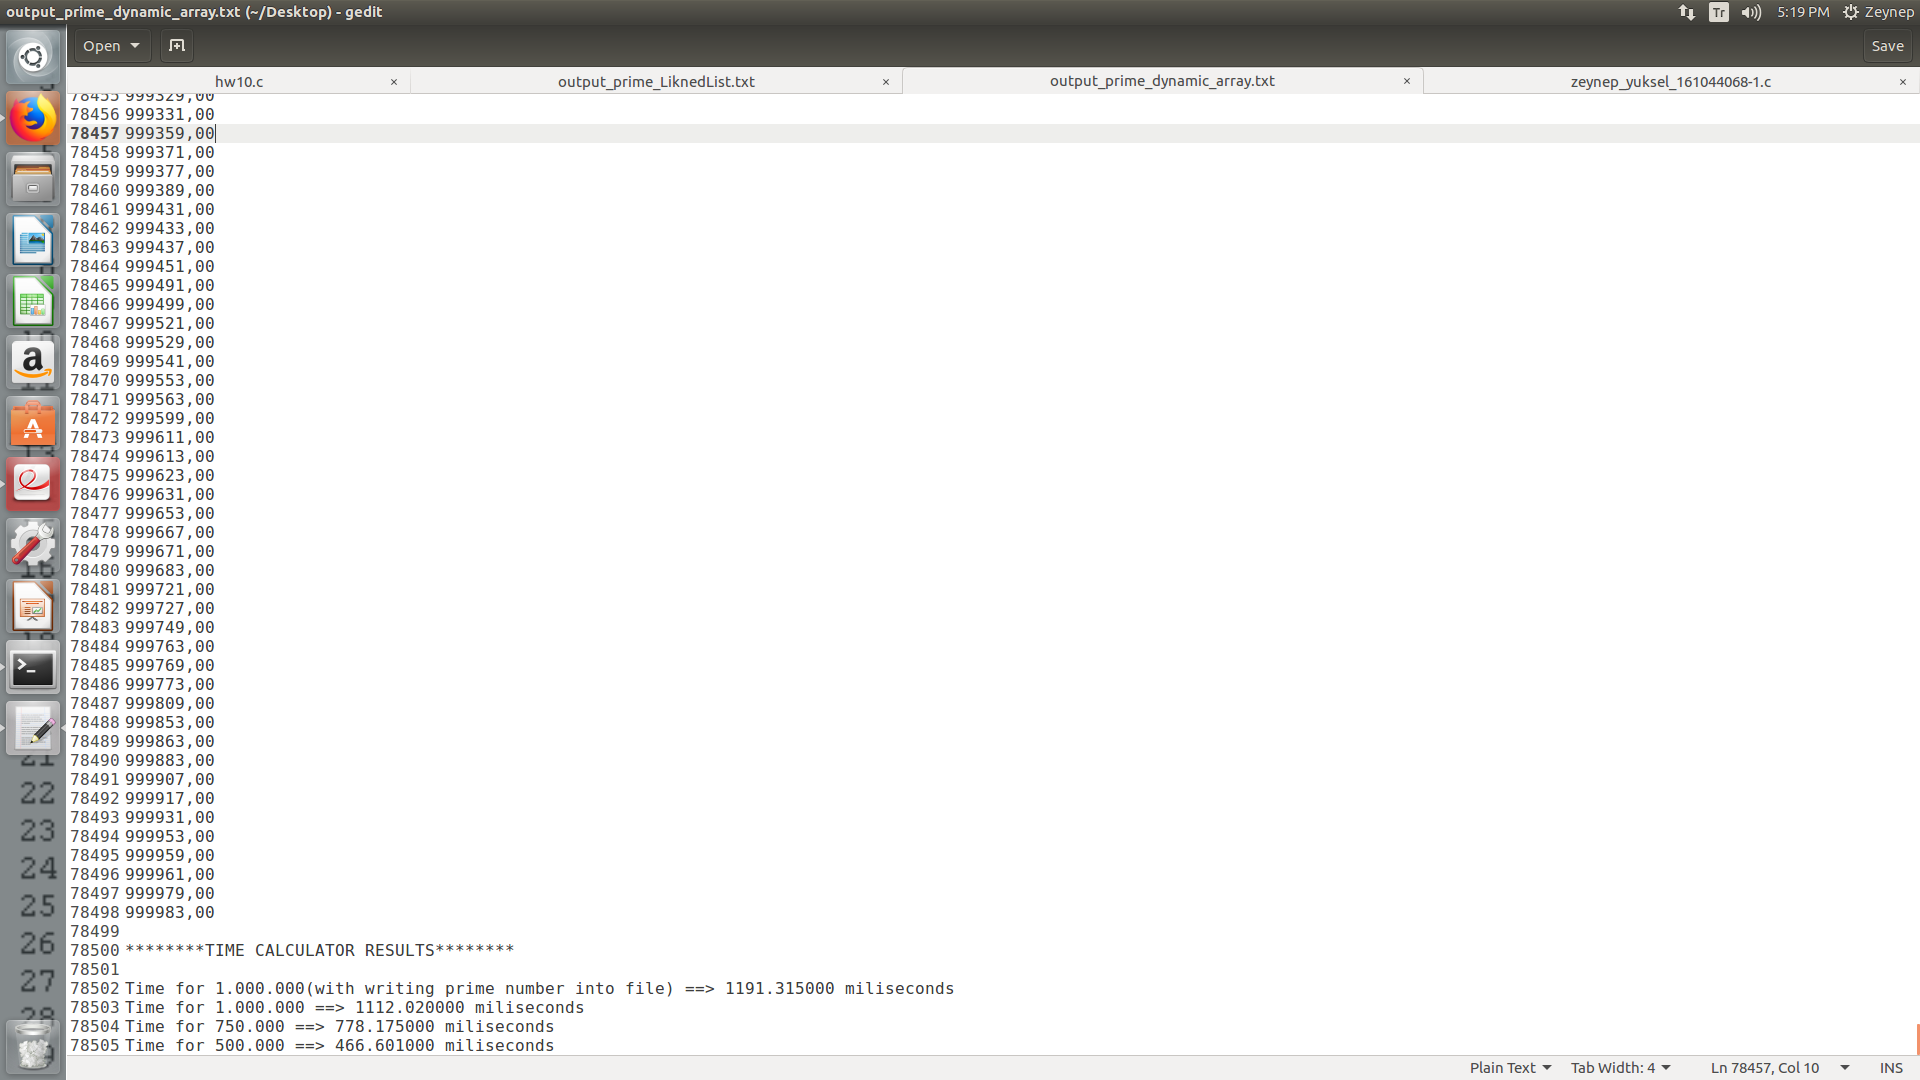 output_prime_dynamic_array.txt (~/Desktop) - gedit
Tr
5:19 PM
Zeynep
Open
Save
hw10.c
output_prime_LiknedList.txt
output_prime_dynamic_array.txt
zeynep_yuksel_161044068-1.c
78455 999329,00
78456 999331,00
78457 999359,00
78458 999371,00
78459 999377,00
78460 999389,00
78461 999431,00
78462 999433,00
78463 999437,00
78464 999451,00
78465 999491,00
78466 999499,00
78467 999521,00
78468 999529,00
78469 999541,00
78470 999553,00
78471 999563,00
78472 999599,00
78473 999611,00
78474 999613,00
78475 999623,00
78476 999631,00
78477 999653,00
78478 999667,00
78479 999671,00
78480 999683,00
78481 999721,00
78482 999727,00
78483 999749,00
78484 999763,00
78485 999769,00
78486 999773,00
78487 999809,00
78488 999853,00
78489 999863,00
78490 999883,00
78491 999907,00
78492 999917,00
78493 999931,00
78494 999953,00
78495 999959,00
78496 999961,00
78497 999979,00
78498 999983,00
78499
78500 ********TIME CALCULATOR RESULTS********
78501
78502 Time for 1.000.000(with writing prime number into file) ==> 1191.315000 miliseconds
78503 Time for 1.000.000 ==> 1112.020000 miliseconds
78504 Time for 750.000 ==> 778.175000 miliseconds
78505 Time for 500.000 ==> 466.601000 miliseconds
21
22
23
24
25
26
27
28
Plain Text
Tab Width: 4
Ln 78457, Col 10
INS